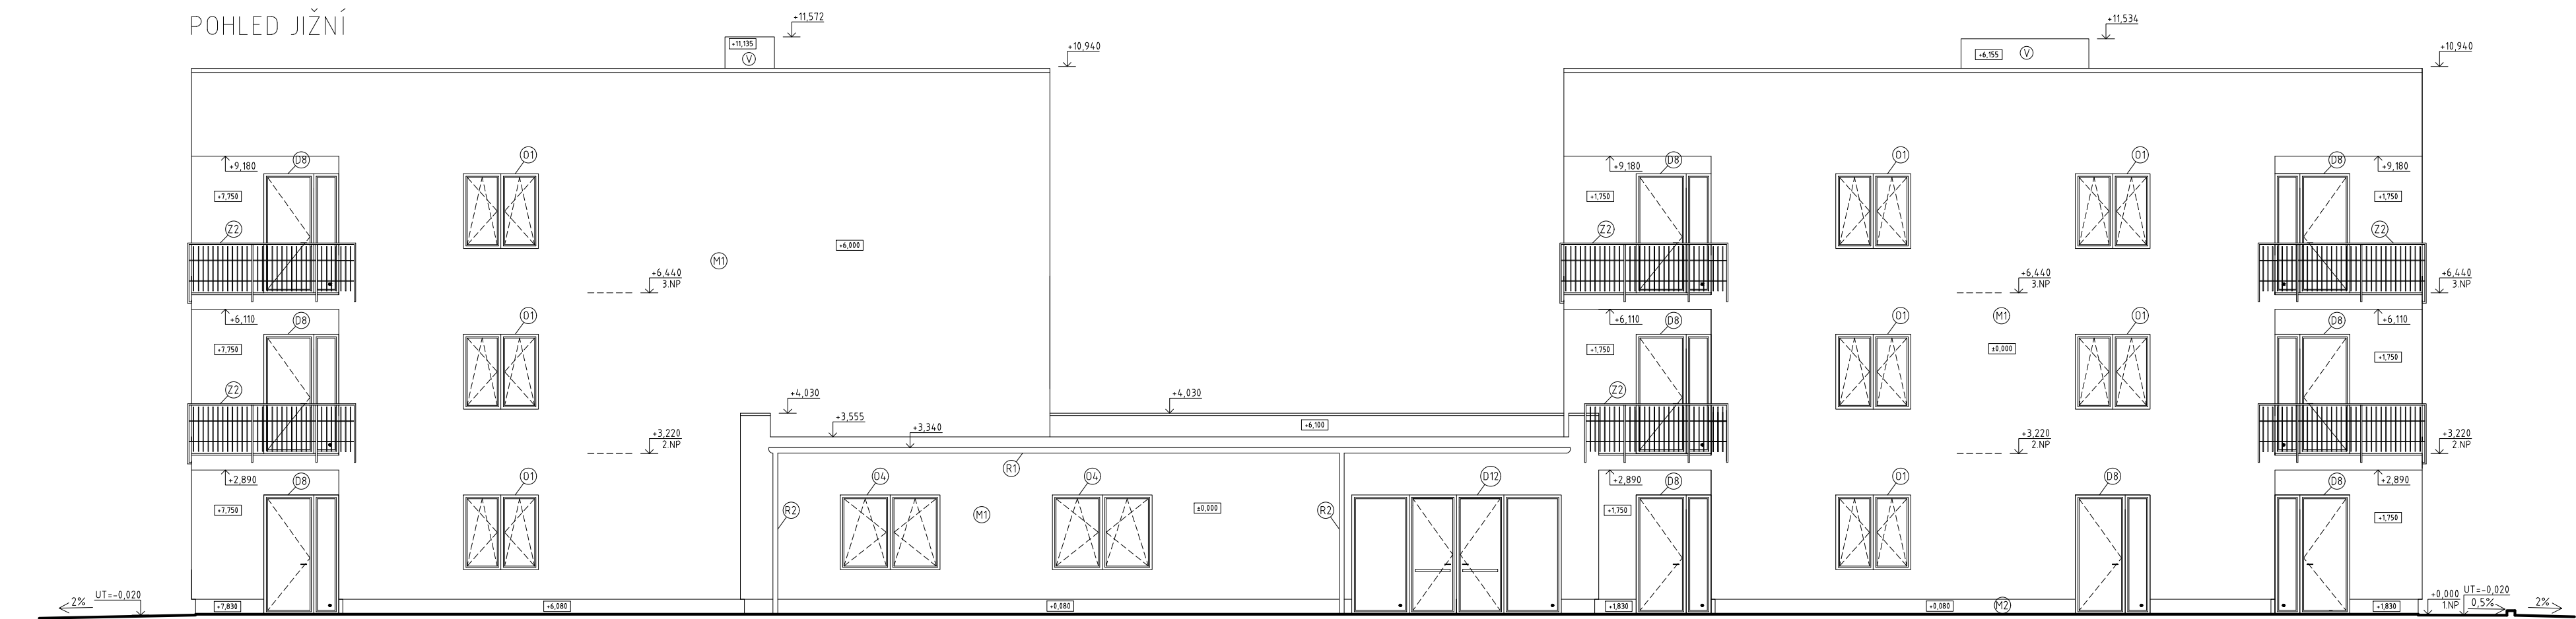 POHLED JIŽNÍ
+11,572
+11,534
+11,135
V
+10,940
+6,155
V
+10,940
+9,180
D8
O1
+9,180
D8
O1
O1
D8
+9,180
+7,750
+1,750
+1,750
Z2
Z2
Z2
+6,000
M1
+6,440
3.NP
+6,440
3.NP
+6,440
3.NP
+6,110
D8
O1
+6,110
D8
O1
M1
O1
D8
+6,110
+7,750
+1,750
±0,000
+1,750
Z2
+4,030
+4,030
Z2
+3,555
+3,340
+6,100
+3,220
2.NP
+3,220
2.NP
+3,220
2.NP
R1
+2,890
D8
O1
O4
O4
D12
+2,890
D8
O1
D8
D8
+2,890
+7,750
R2
M1
±0,000
R2
+1,750
+1,750
2%
UT=-0,020
+7,830
+6,080
+0,080
+1,830
+0,080
M2
+1,830
+0,000
1.NP
UT=-0,020
0,5%
2%